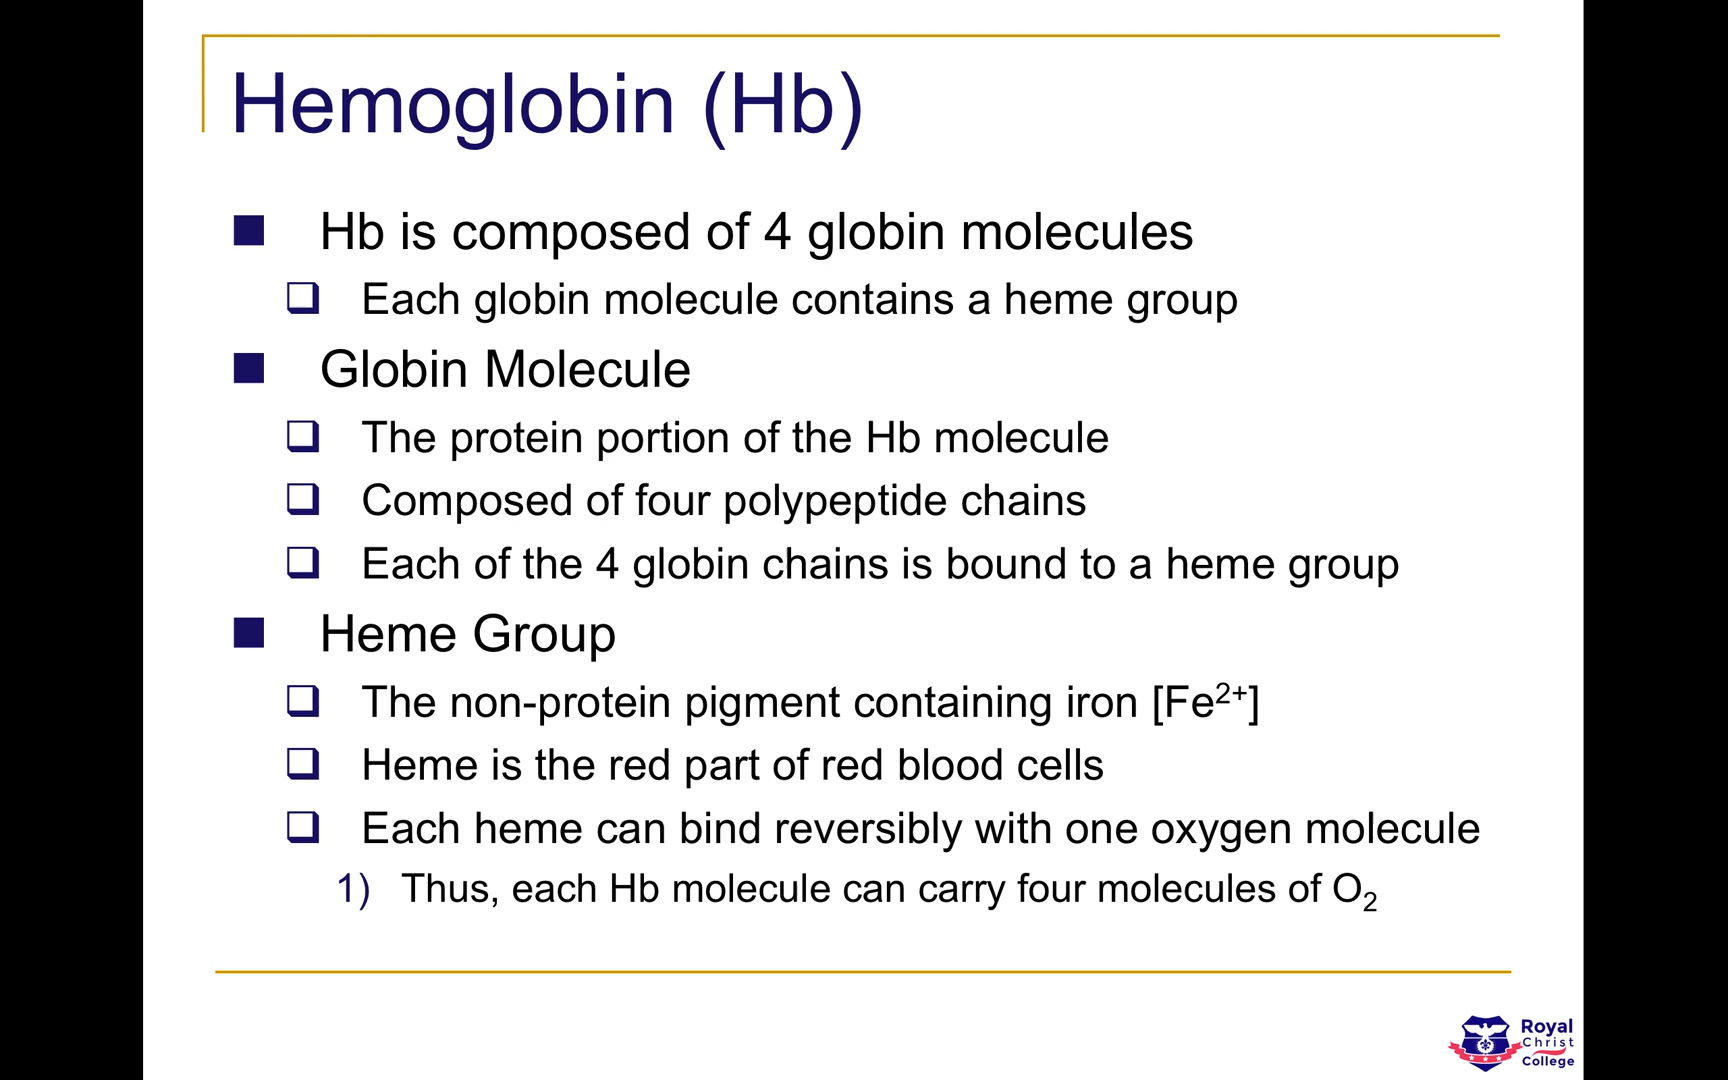 Hemoglobin (Hb)
Hb is composed of 4 globin molecules
Each globin molecule contains a heme group
Globin Molecule
The protein portion of the Hb molecule
Composed of four polypeptide chains
Each of the 4 globin chains is bound to a heme group
Heme Group
The non-protein pigment containing iron [Fe²⁺]
Heme is the red part of red blood cells
Each heme can bind reversibly with one oxygen molecule
1) Thus, each Hb molecule can carry four molecules of O₂
Royal
Christ
College